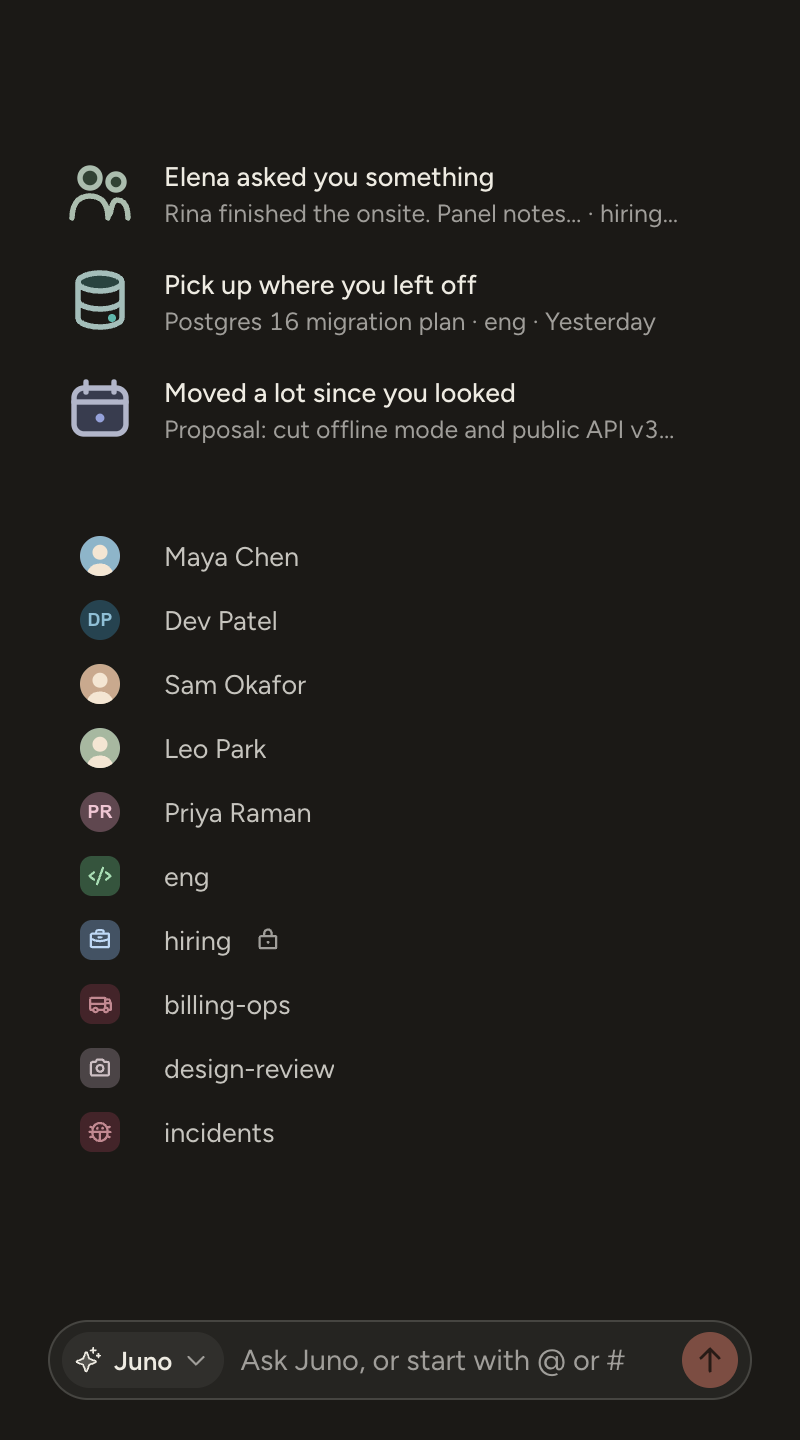 Elena asked you something
Rina finished the onsite. Panel notes... · hiring...
Pick up where you left off
Postgres 16 migration plan · eng · Yesterday
Moved a lot since you looked
Proposal: cut offline mode and public API v3...
Maya Chen
DP Dev Patel
Sam Okafor
Leo Park
PR Priya Raman
eng
hiring
billing-ops
design-review
incidents
Juno Ask Juno, or start with @ or #